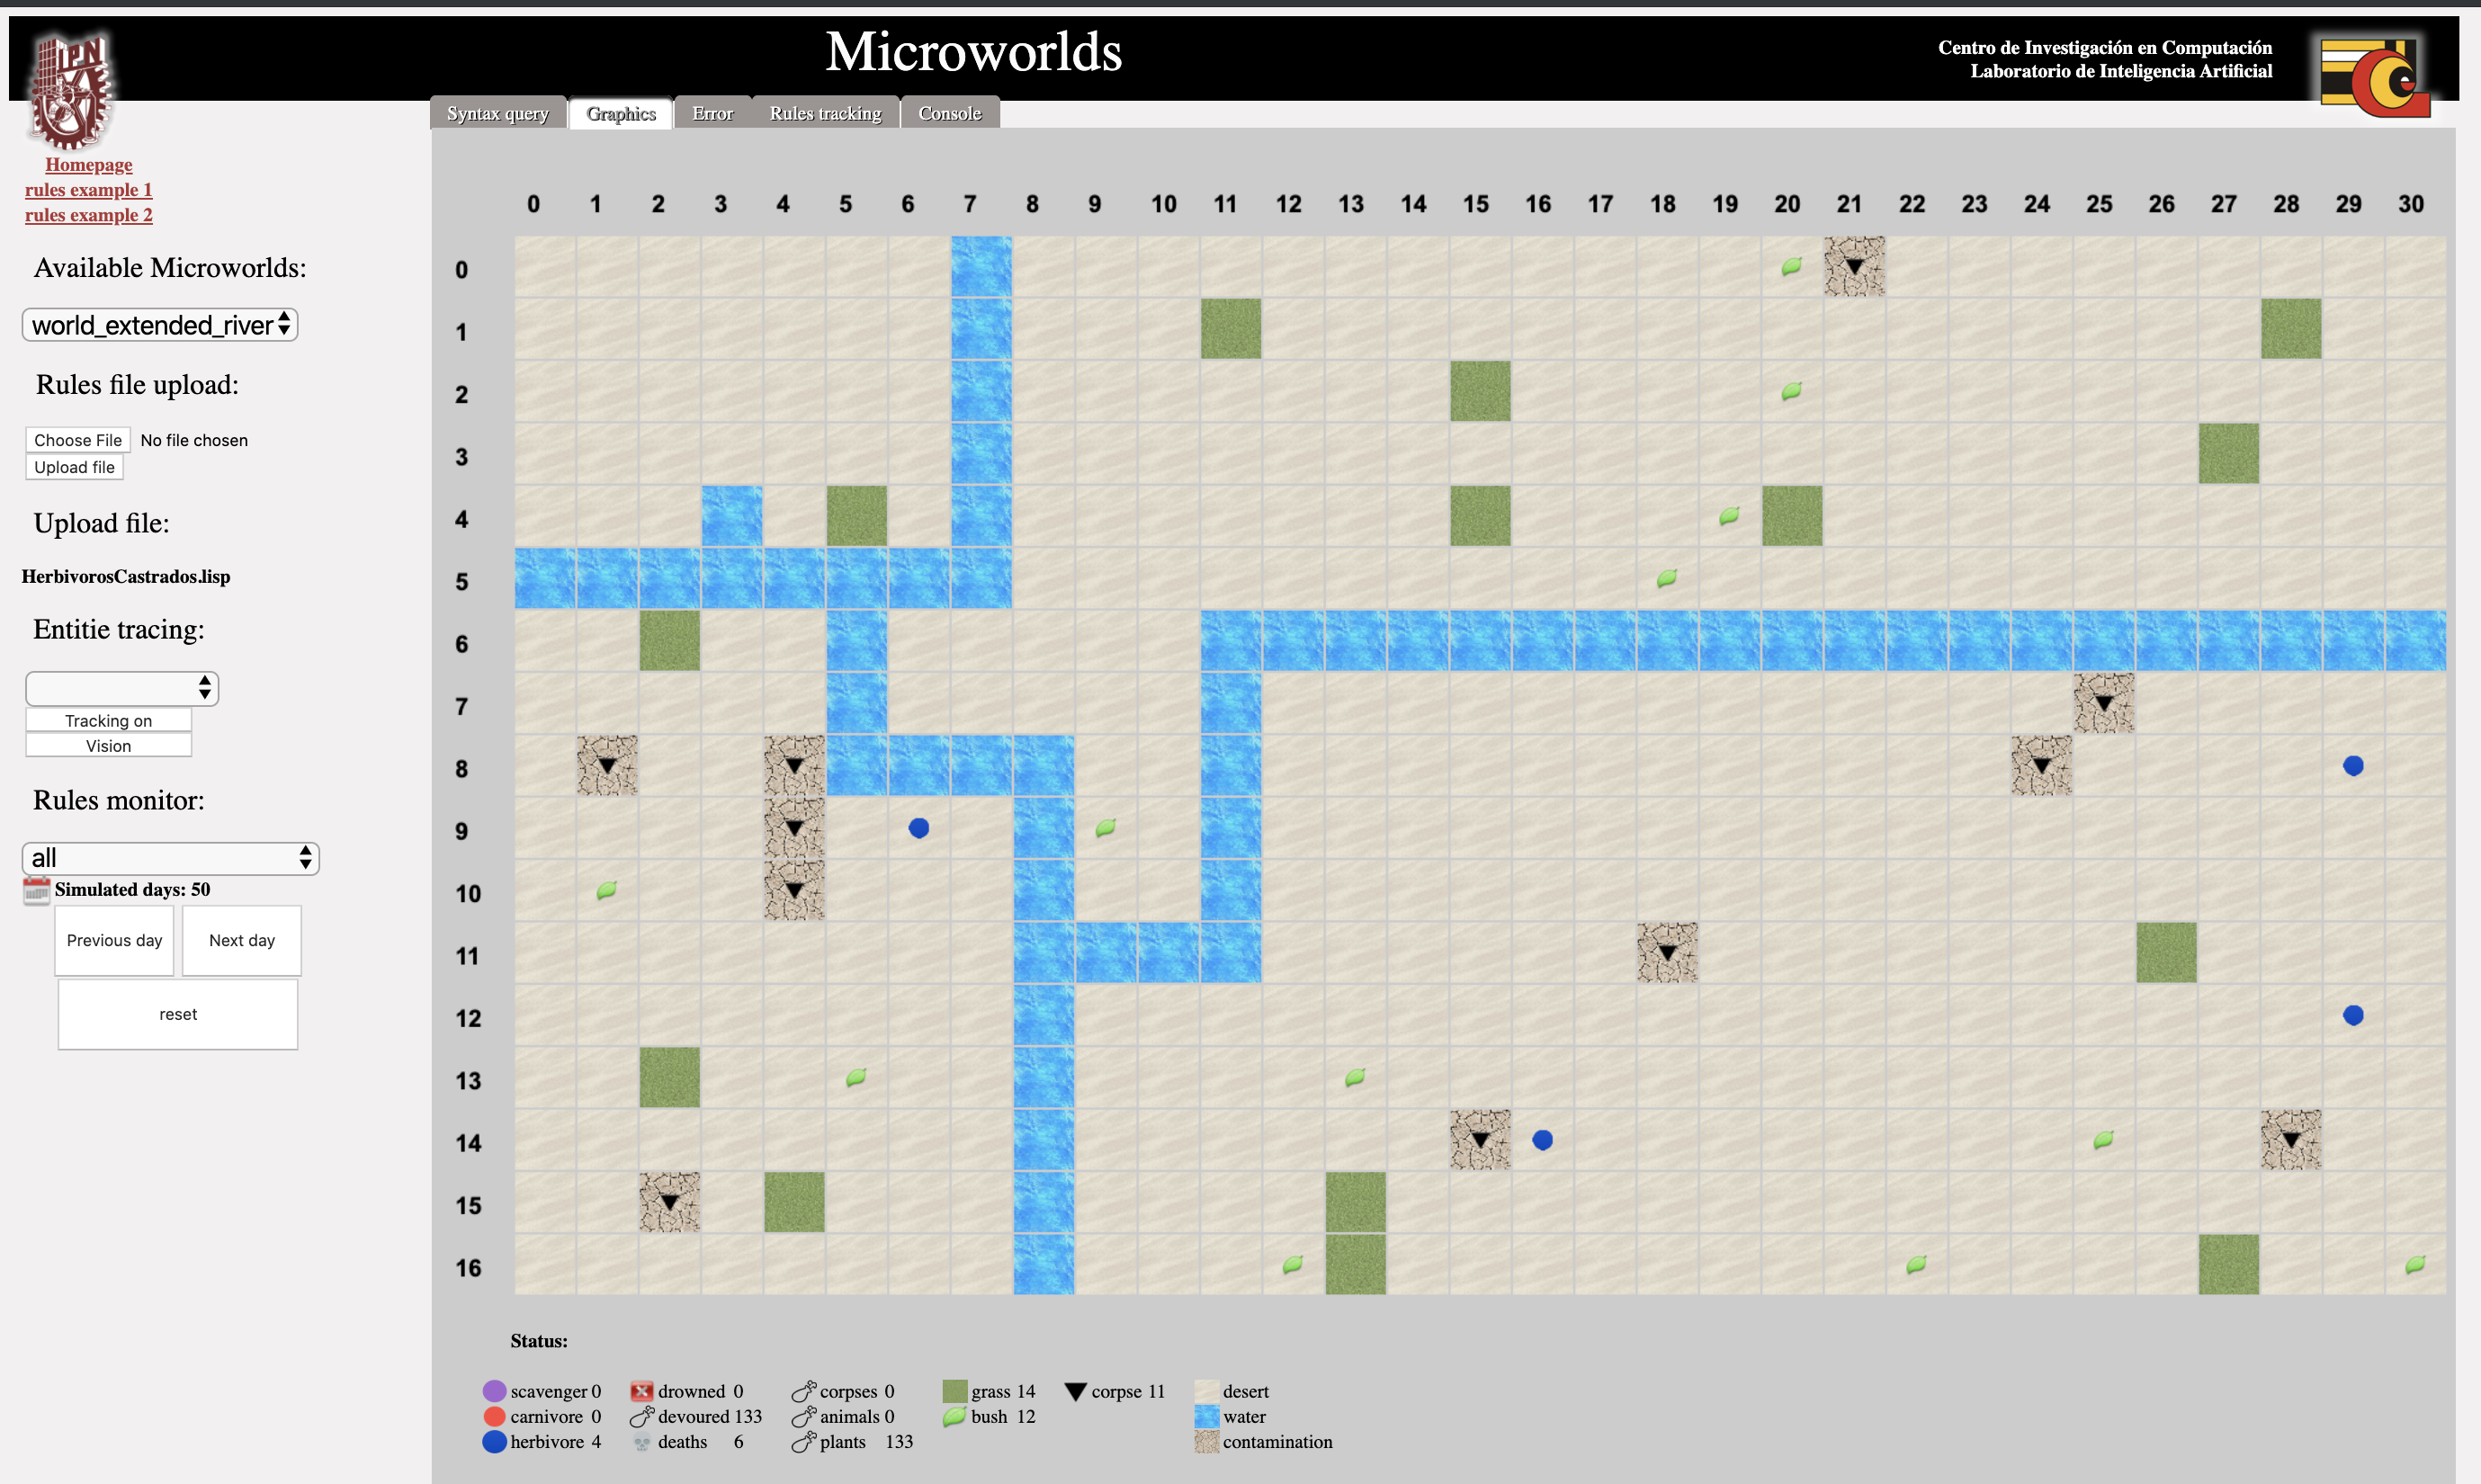 Microworlds
Centro de Investigación en Computación
Laboratorio de Inteligencia Artificial
IPN
Syntax query Graphics Error Rules tracking Console
Homepage
rules example 1
rules example 2
Available Microworlds:
world_extended_river
Rules file upload:
Choose File No file chosen
Upload file
Upload file:
HerbivorosCastrados.lisp
Entitie tracing:
Tracking on
Vision
Rules monitor:
all
Simulated days: 50
Previous day Next day
reset
0 1 2 3 4 5 6 7 8 9 10 11 12 13 14 15 16 17 18 19 20 21 22 23 24 25 26 27 28 29 30
0
1
2
3
4
5
6
7
8
9
10
11
12
13
14
15
16
Status:
scavenger 0 drowned 0 corpses 0 grass 14 corpse 11 desert
carnivore 0 devoured 133 animals 0 bush 12 water
herbivore 4 deaths 6 plants 133 contamination